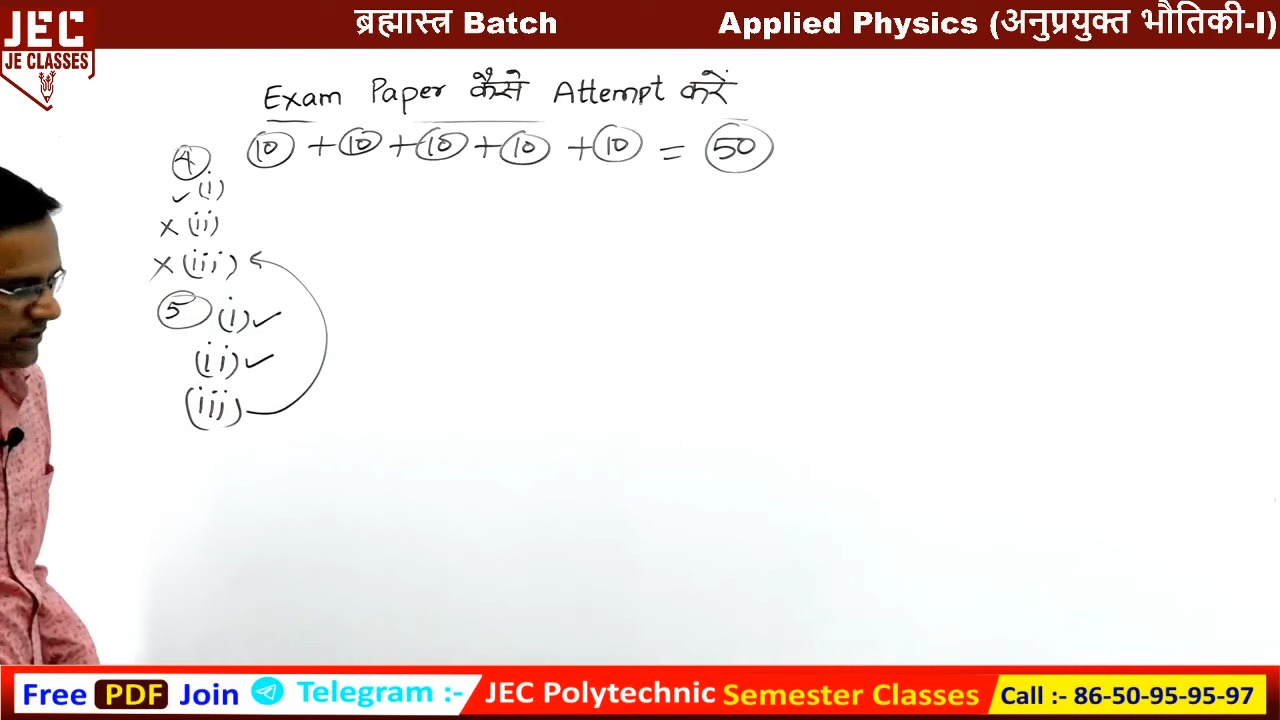 JEC
JE CLASSES
ब्रह्मास्त्र Batch
Applied Physics (अनुप्रयुक्त भौतिकी-I)
Exam Paper कैसे Attempt करें
10 + 10 + 10 + 10 + 10 = 50
4
✓ (i)
× (ii)
× (iii)
5 (i) ✓
(ii) ✓
(iii)
Free PDF Join Telegram :- JEC Polytechnic Semester Classes Call :- 86-50-95-95-97